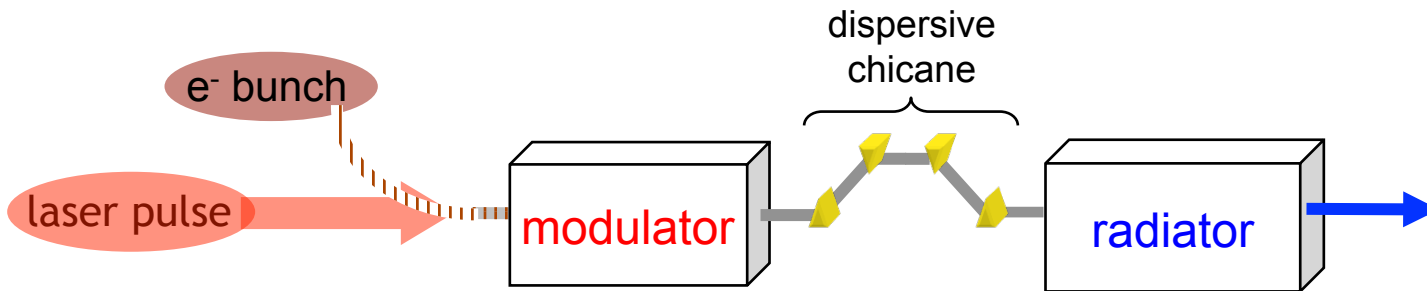 dispersive
chicane
e⁻ bunch
laser pulse
modulator
radiator